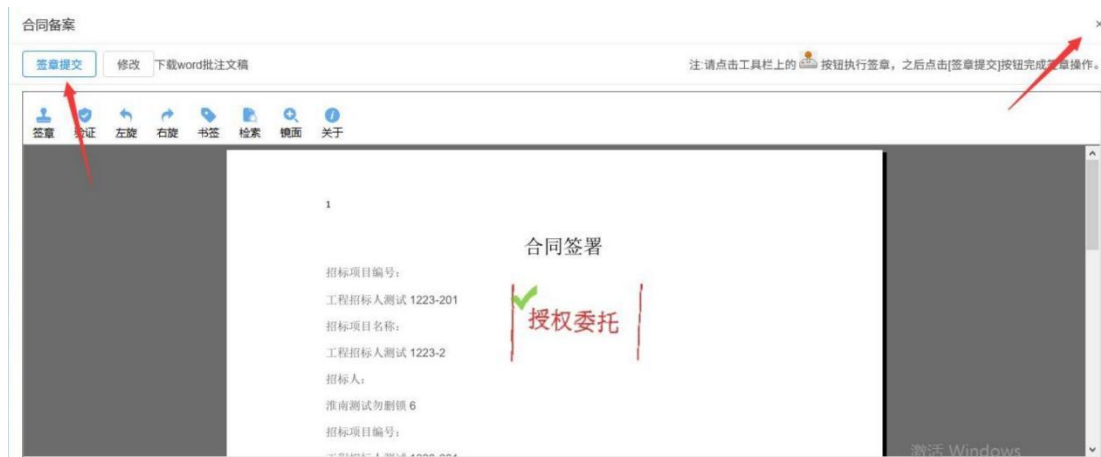 合同备案
×
签章提交 修改 下载word批注文稿 注:请点击工具栏上的 按钮执行签章，之后点击[签章提交]按钮完成签章操作。
签章 验证 左旋 右旋 书签 检索 镜面 关于
1
合同签署
招标项目编号:
工程招标人测试 1223-201
招标项目名称:
授权委托
工程招标人测试 1223-2
招标人:
淮南测试勿删锁 6
招标项目编号:
激活 Windows